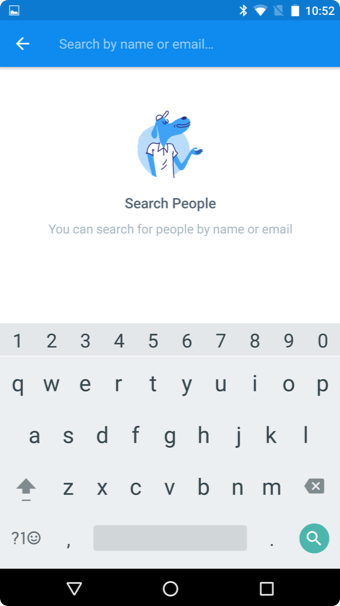 10:52
Search by name or email...
Search People
You can search for people by name or email
1 2 3 4 5 6 7 8 9 0
q w e r t y u i o p
a s d f g h j k l
z x c v b n m
?1☺ , .